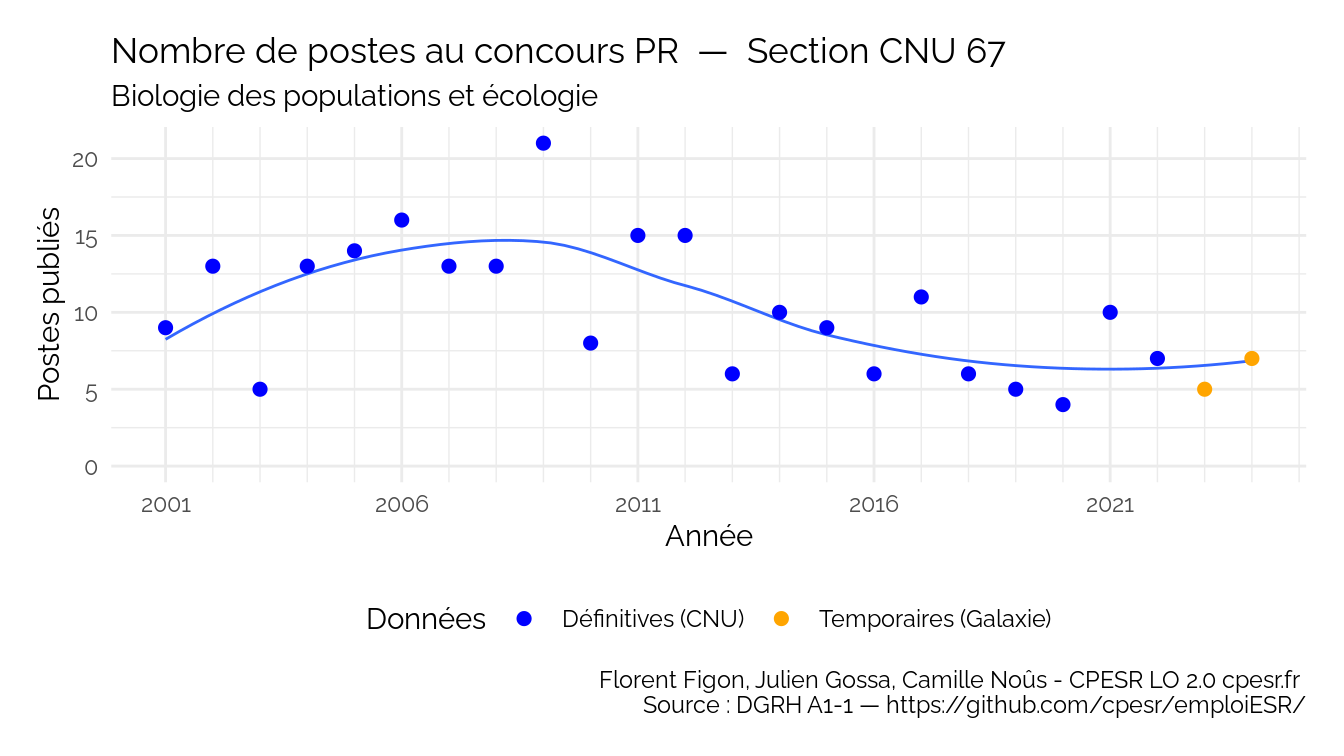 Nombre de postes au concours PR — Section CNU 67
Biologie des populations et écologie
Postes publiés
20
15
10
5
0
2001 2006 2011 2016 2021
Année
Données Définitives (CNU) Temporaires (Galaxie)
Florent Figon, Julien Gossa, Camille Noûs - CPESR LO 2.0 cpesr.fr
Source : DGRH A1-1 — https://github.com/cpesr/emploiESR/